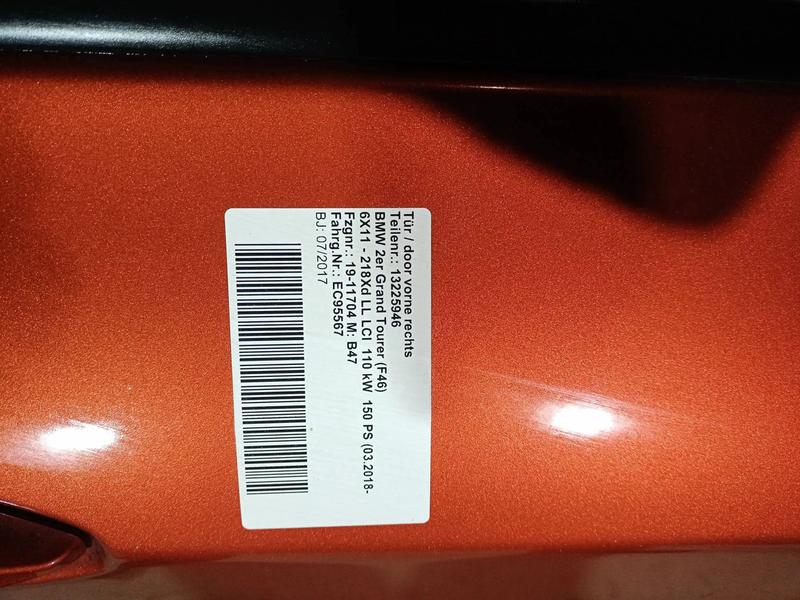 Tür / door vorne rechts
Teilenr.: 13225946
BMW 2er Grand Tourer (F46)
6X11 - 218Xd LL LCI 110 kW 150 PS (03.2018-
Fzgnr.: 19-11704 M: B47
Fahrg.Nr.: EC95567
BJ: 07/2017